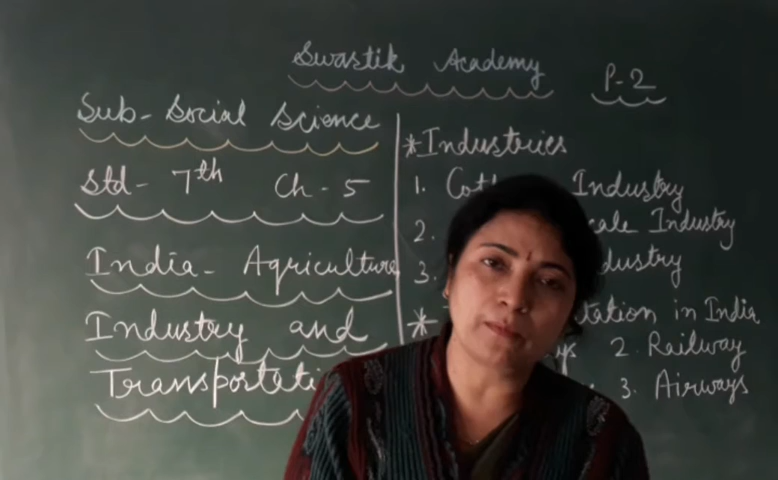 Swastik Academy
P-2
Sub- Social Science
Std- 7th Ch-5
India- Agriculture
Industry and
* Industries
1. Industry
2. Industry
3.
* in India
2. Railway
3. Airways